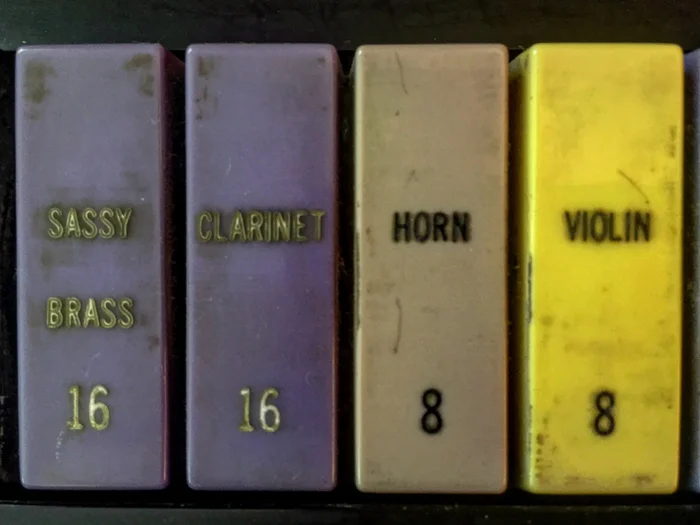 SASSY
BRASS
16
CLARINET
16
HORN
8
VIOLIN
8